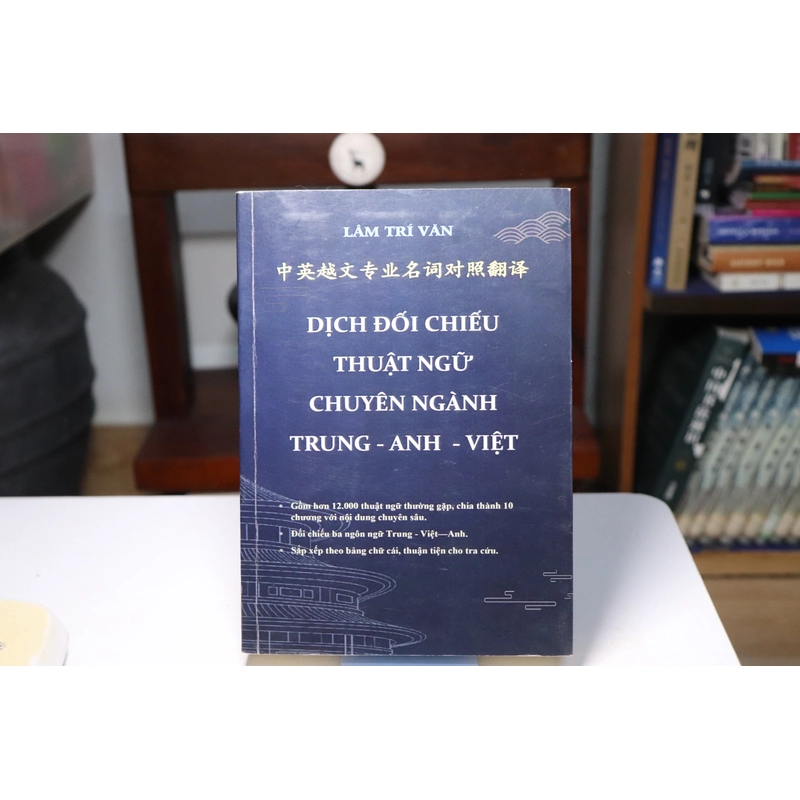 LÂM TRÍ VĂN
中英越文专业名词对照翻译
DỊCH ĐỐI CHIẾU
THUẬT NGỮ
CHUYÊN NGÀNH
TRUNG - ANH - VIỆT
• Gồm hơn 12.000 thuật ngữ thường gặp, chia thành 10
chương với nội dung chuyên sâu.
• Đối chiếu ba ngôn ngữ Trung - Việt—Anh.
• Sắp xếp theo bảng chữ cái, thuận tiện cho tra cứu.